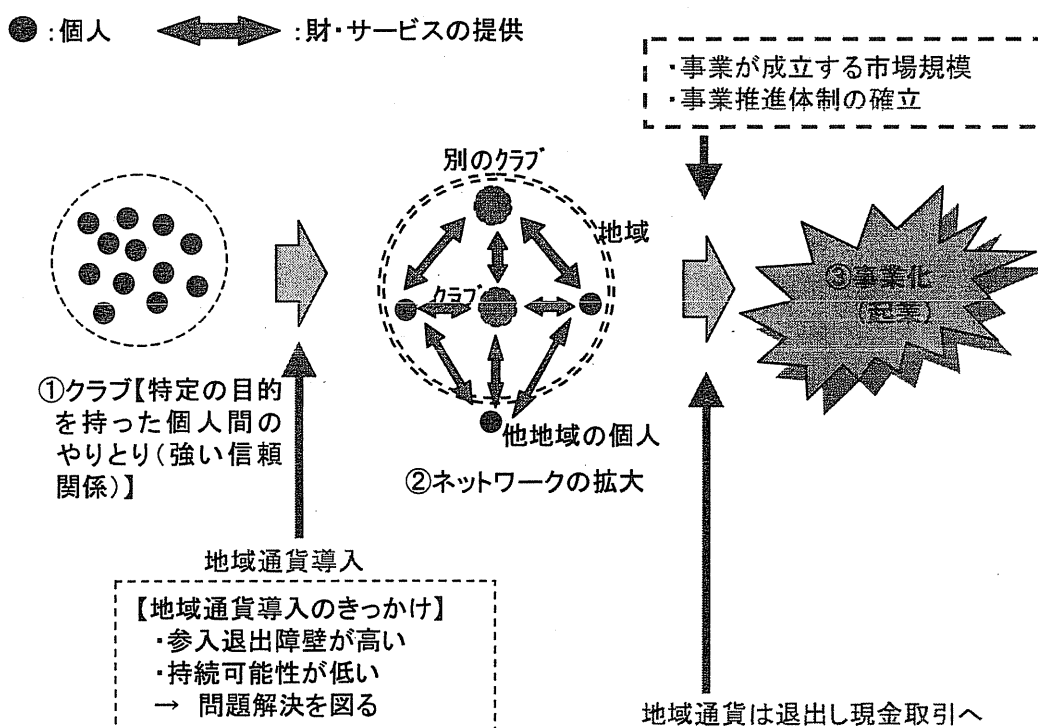 :個人
:財・サービスの提供
・事業が成立する市場規模
・事業推進体制の確立
別のクラブ
地域
クラブ
③事業化
(起業)
①クラブ【特定の目的
を持った個人間の
やりとり(強い信頼
関係)】
他地域の個人
②ネットワークの拡大
地域通貨導入
【地域通貨導入のきっかけ】
・参入退出障壁が高い
・持続可能性が低い
→ 問題解決を図る
地域通貨は退出し現金取引へ